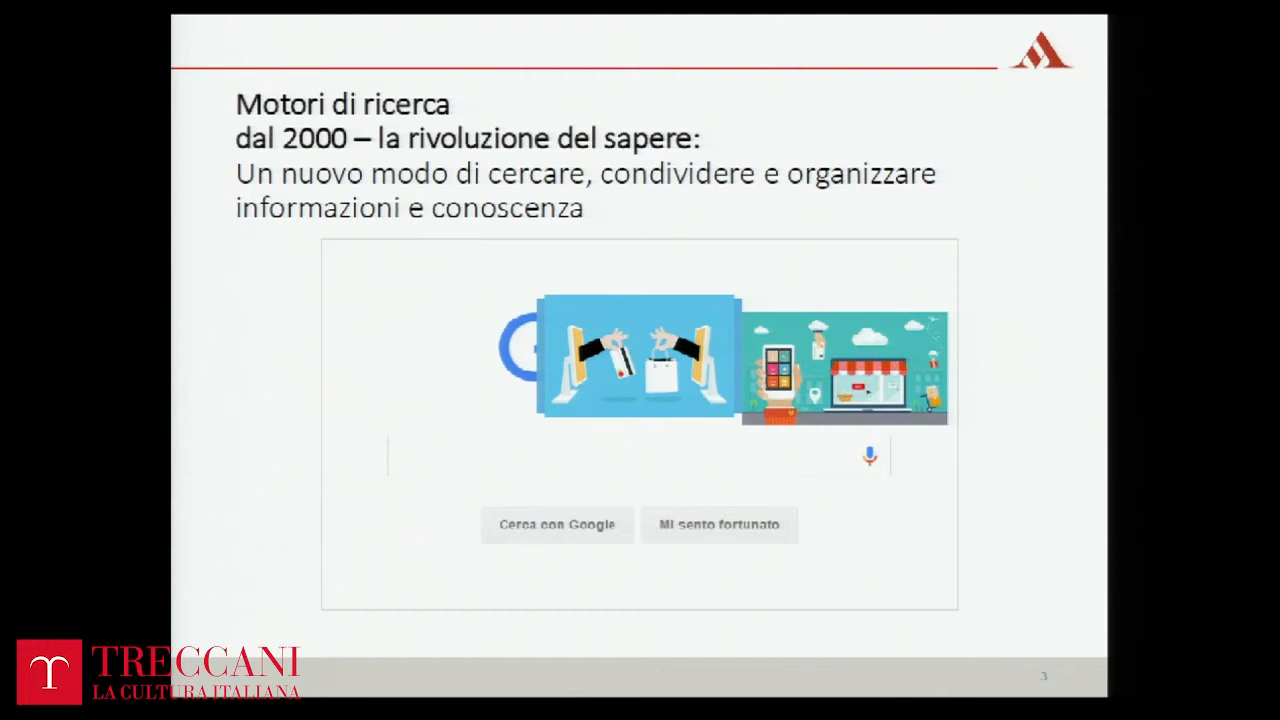 Motori di ricerca
dal 2000 – la rivoluzione del sapere:
Un nuovo modo di cercare, condividere e organizzare
informazioni e conoscenza
G
Cerca con Google
Mi sento fortunato
3
TRECCANI
LA CULTURA ITALIANA